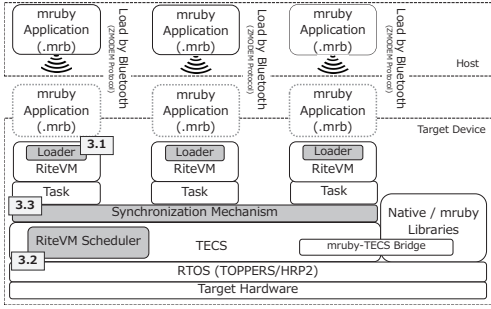 mruby
Application
(.mrb)
Load by Bluetooth
(ZMODEM Protocol)
mruby
Application
(.mrb)
Load by Bluetooth
(ZMODEM Protocol)
mruby
Application
(.mrb)
Load by Bluetooth
(ZMODEM Protocol)
Host
mruby
Application
(.mrb)
mruby
Application
(.mrb)
mruby
Application
(.mrb)
Target Device
Loader
3.1
RiteVM
Loader
RiteVM
Loader
RiteVM
Task
Task
Task
3.3
Synchronization Mechanism
Native / mruby
Libraries
RiteVM Scheduler
TECS
mruby-TECS Bridge
3.2
RTOS (TOPPERS/HRP2)
Target Hardware